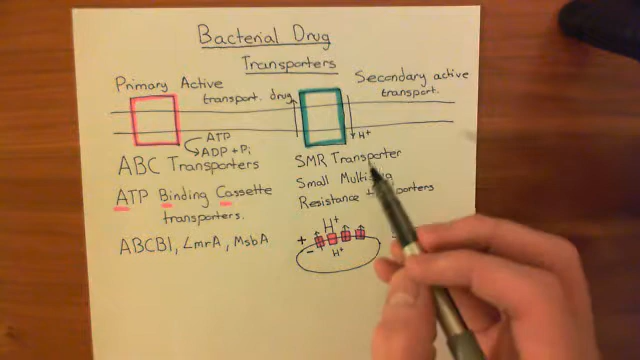 Bacterial Drug
Transporters
Primary Active
transport.
drug
Secondary active
transport.
ATP
ADP + Pi
H+
ABC Transporters
ATP Binding Cassette
transporters.
ABCB1, LmrA, MsbA
SMR Transporter
Small
Resistance
H+
+
-
H+